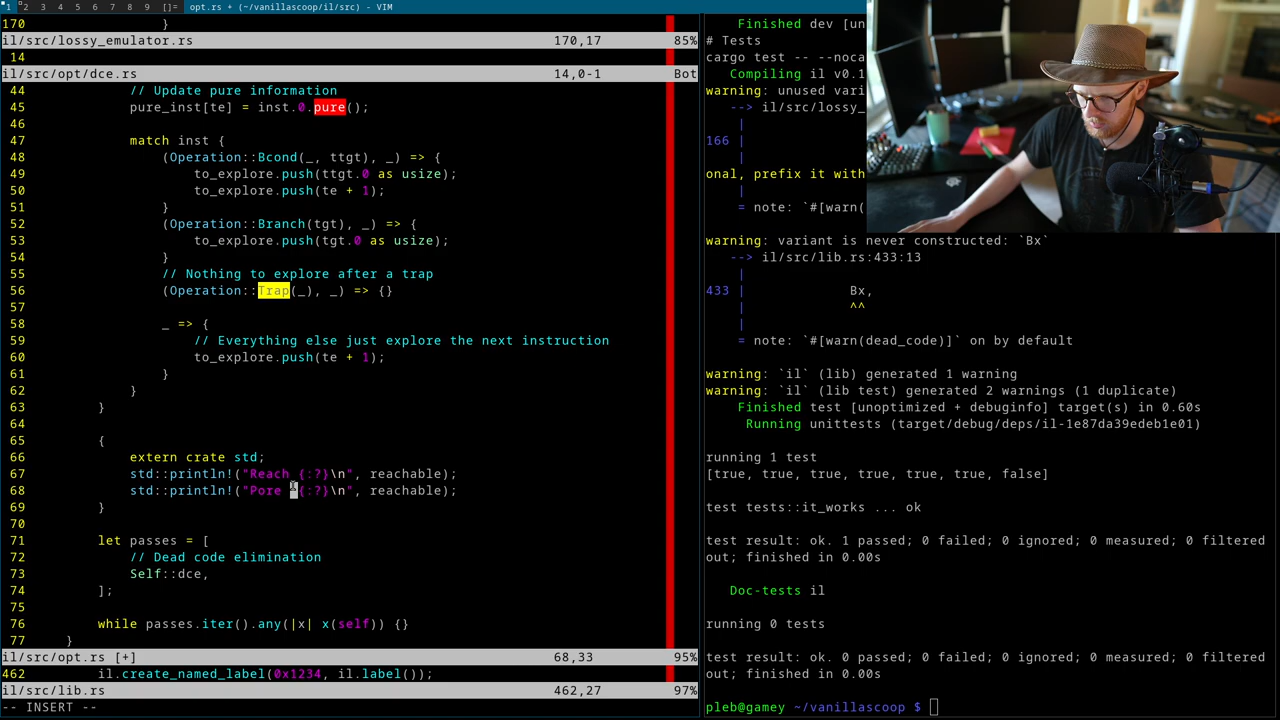 1 2 3 4 5 6 7 8 9 []= opt.rs + (~/vanillascoop/il/src) - VIM
170 }
il/src/lossy_emulator.rs 170,17 85%
14
il/src/opt/dce.rs 14,0-1 Bot
44 // Update pure information
45 pure_inst[te] = inst.0.pure();
46
47 match inst {
48 (Operation::Bcond(_, ttgt), _) => {
49 to_explore.push(ttgt.0 as usize);
50 to_explore.push(te + 1);
51 }
52 (Operation::Branch(tgt), _) => {
53 to_explore.push(tgt.0 as usize);
54 }
55 // Nothing to explore after a trap
56 (Operation::Trap(_), _) => {}
57
58 _ => {
59 // Everything else just explore the next instruction
60 to_explore.push(te + 1);
61 }
62 }
63 }
64
65 {
66 extern crate std;
67 std::println!("Reach {:?}\n", reachable);
68 std::println!("Pore {:?}\n", reachable);
69 }
70
71 let passes = [
72 // Dead code elimination
73 Self::dce,
74 ];
75
76 while passes.iter().any(|x| x(self)) {}
77 }
il/src/opt.rs [+] 68,33 95%
462 il.create_named_label(0x1234, il.label());
il/src/lib.rs 462,27 97%
-- INSERT --
Finished dev [un
# Tests
cargo test -- --noca
Compiling il v0.1
warning: unused vari
--> il/src/lossy_
|
166 |
|
onal, prefix it with
|
= note: `#[warn(
warning: variant is never constructed: `Bx`
--> il/src/lib.rs:433:13
|
433 | Bx,
| ^^
|
= note: `#[warn(dead_code)]` on by default
warning: `il` (lib) generated 1 warning
warning: `il` (lib test) generated 2 warnings (1 duplicate)
Finished test [unoptimized + debuginfo] target(s) in 0.60s
Running unittests (target/debug/deps/il-1e87da39edeb1e01)
running 1 test
[true, true, true, true, true, true, false]
test tests::it_works ... ok
test result: ok. 1 passed; 0 failed; 0 ignored; 0 measured; 0 filtered
out; finished in 0.00s
Doc-tests il
running 0 tests
test result: ok. 0 passed; 0 failed; 0 ignored; 0 measured; 0 filtered
out; finished in 0.00s
pleb@gamey ~/vanillascoop $